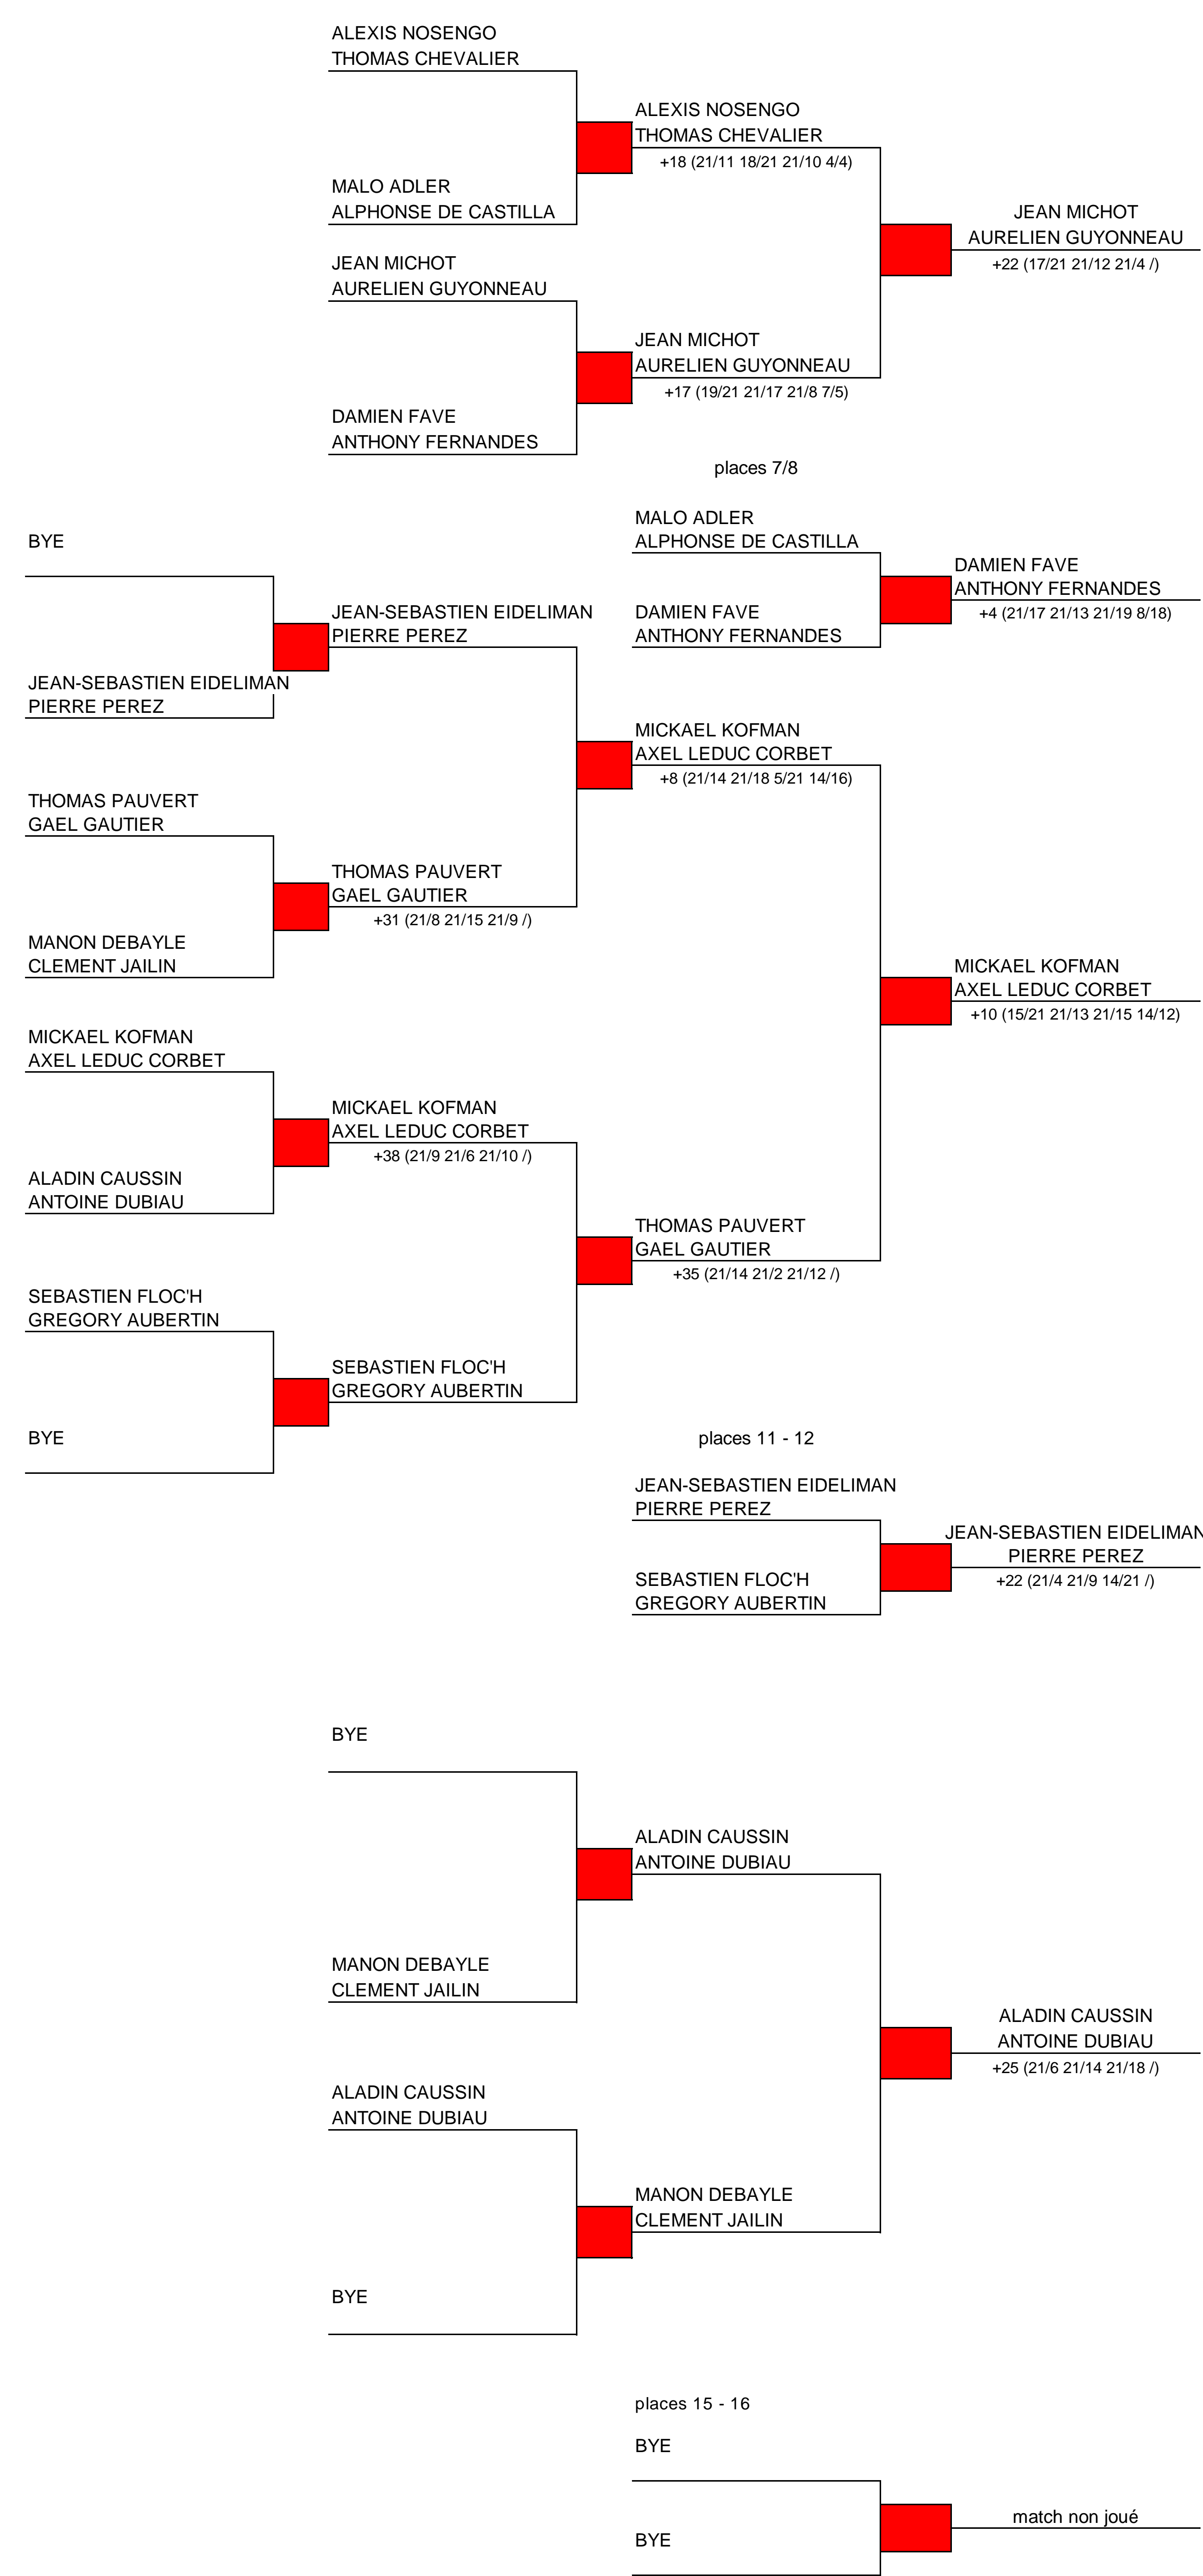 ALEXIS NOSENGO
THOMAS CHEVALIER
ALEXIS NOSENGO
THOMAS CHEVALIER
+18 (21/11 18/21 21/10 4/4)
MALO ADLER
ALPHONSE DE CASTILLA
JEAN MICHOT
AURELIEN GUYONNEAU
+22 (17/21 21/12 21/4 /)
JEAN MICHOT
AURELIEN GUYONNEAU
JEAN MICHOT
AURELIEN GUYONNEAU
+17 (19/21 21/17 21/8 7/5)
DAMIEN FAVE
ANTHONY FERNANDES
places 7/8
MALO ADLER
ALPHONSE DE CASTILLA
BYE
DAMIEN FAVE
ANTHONY FERNANDES
+4 (21/17 21/13 21/19 8/18)
JEAN-SEBASTIEN EIDELIMAN
PIERRE PEREZ
DAMIEN FAVE
ANTHONY FERNANDES
JEAN-SEBASTIEN EIDELIMAN
PIERRE PEREZ
MICKAEL KOFMAN
AXEL LEDUC CORBET
+8 (21/14 21/18 5/21 14/16)
THOMAS PAUVERT
GAEL GAUTIER
THOMAS PAUVERT
GAEL GAUTIER
+31 (21/8 21/15 21/9 /)
MANON DEBAYLE
CLEMENT JAILIN
MICKAEL KOFMAN
AXEL LEDUC CORBET
+10 (15/21 21/13 21/15 14/12)
MICKAEL KOFMAN
AXEL LEDUC CORBET
MICKAEL KOFMAN
AXEL LEDUC CORBET
+38 (21/9 21/6 21/10 /)
ALADIN CAUSSIN
ANTOINE DUBIAU
THOMAS PAUVERT
GAEL GAUTIER
+35 (21/14 21/2 21/12 /)
SEBASTIEN FLOC'H
GREGORY AUBERTIN
SEBASTIEN FLOC'H
GREGORY AUBERTIN
BYE
places 11 - 12
JEAN-SEBASTIEN EIDELIMAN
PIERRE PEREZ
JEAN-SEBASTIEN EIDELIMAN
PIERRE PEREZ
+22 (21/4 21/9 14/21 /)
SEBASTIEN FLOC'H
GREGORY AUBERTIN
BYE
ALADIN CAUSSIN
ANTOINE DUBIAU
MANON DEBAYLE
CLEMENT JAILIN
ALADIN CAUSSIN
ANTOINE DUBIAU
+25 (21/6 21/14 21/18 /)
ALADIN CAUSSIN
ANTOINE DUBIAU
MANON DEBAYLE
CLEMENT JAILIN
BYE
places 15 - 16
BYE
match non joué
BYE